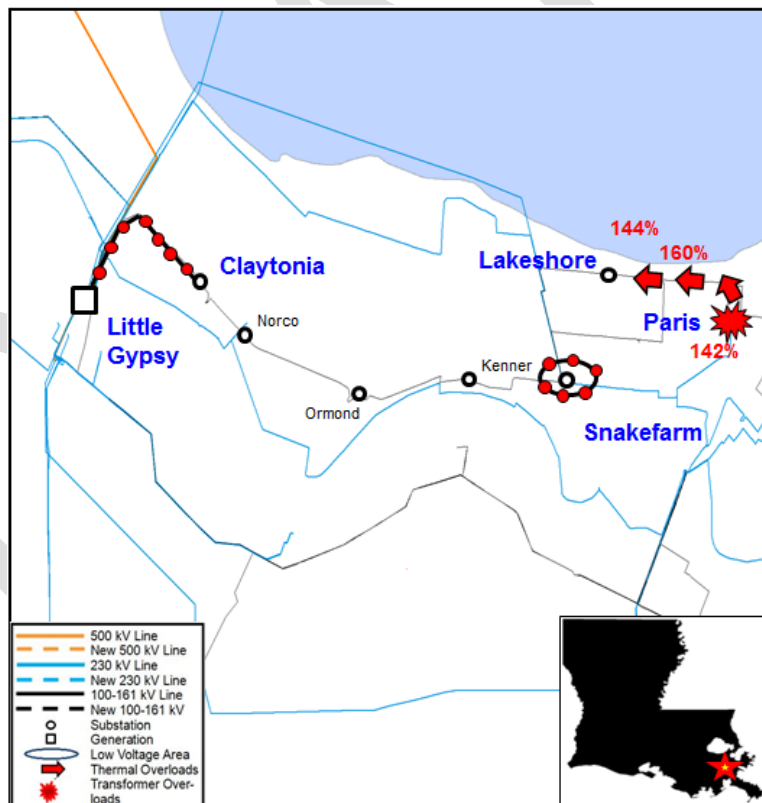 144%
160%
Lakeshore
Claytonia
Paris
Little
Gypsy
Norco
142%
Kenner
Ormond
Snakefarm
500 kV Line
New 500 kV Line
230 kV Line
New 230 kV Line
100-161 kV Line
New 100-161 kV
Substation
Generation
Low Voltage Area
Thermal Overloads
Transformer Over-
loads